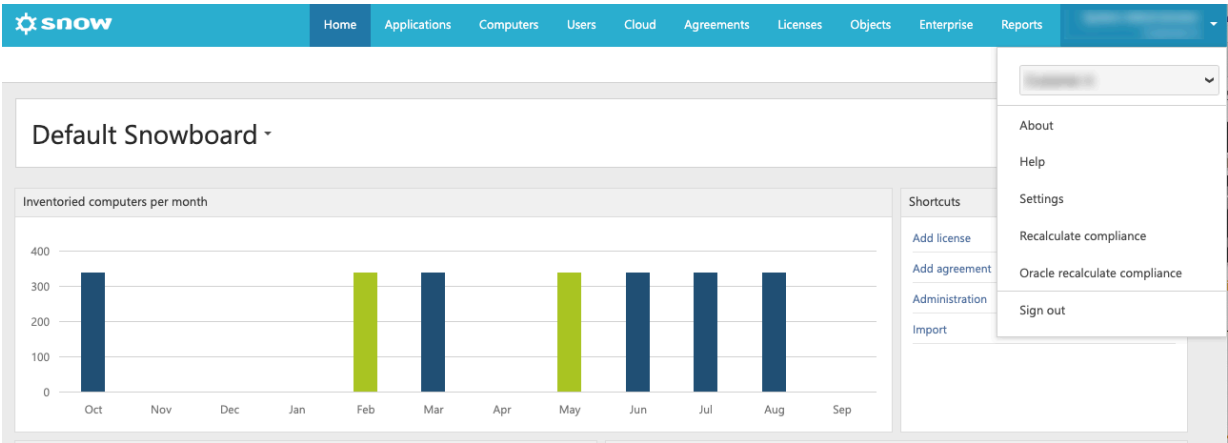 snow
Home Applications Computers Users Cloud Agreements Licenses Objects Enterprise Reports
Default Snowboard
About
Help
Settings
Recalculate compliance
Oracle recalculate compliance
Sign out
Inventoried computers per month
400
300
200
100
0
Oct Nov Dec Jan Feb Mar Apr May Jun Jul Aug Sep
Shortcuts
Add license
Add agreement
Administration
Import